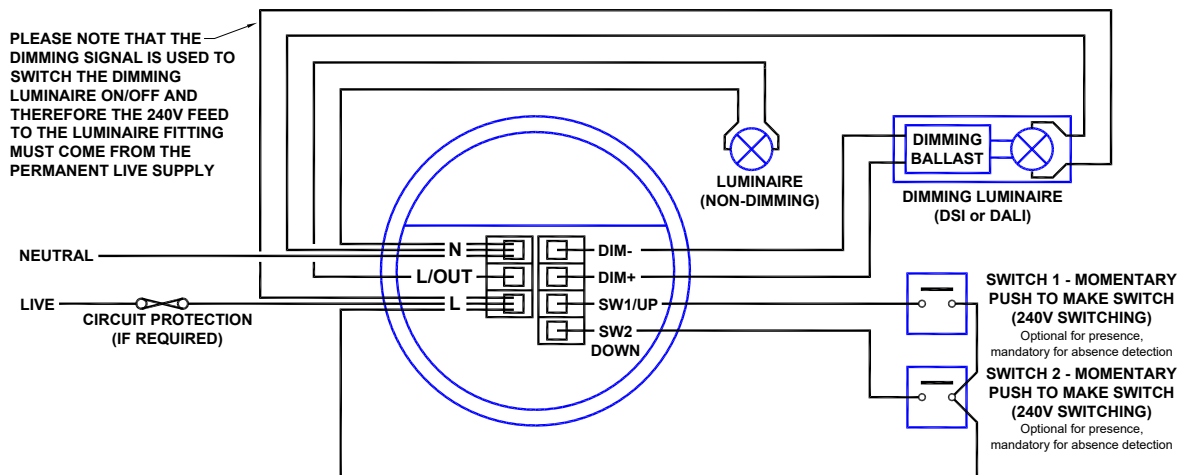 PLEASE NOTE THAT THE
DIMMING SIGNAL IS USED TO
SWITCH THE DIMMING
LUMINAIRE ON/OFF AND
THEREFORE THE 240V FEED
TO THE LUMINAIRE FITTING
MUST COME FROM THE
PERMANENT LIVE SUPPLY
LUMINAIRE
(NON-DIMMING)
DIMMING
BALLAST
DIMMING LUMINAIRE
(DSI or DALI)
NEUTRAL
LIVE
CIRCUIT PROTECTION
(IF REQUIRED)
N
L/OUT
L
DIM-
DIM+
SW1/UP
SW2
DOWN
SWITCH 1 - MOMENTARY
PUSH TO MAKE SWITCH
(240V SWITCHING)
Optional for presence,
mandatory for absence detection
SWITCH 2 - MOMENTARY
PUSH TO MAKE SWITCH
(240V SWITCHING)
Optional for presence,
mandatory for absence detection